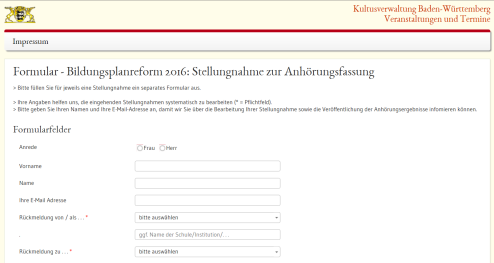 Kultusverwaltung Baden-Württemberg
Veranstaltungen und Termine
Impressum
Formular - Bildungsplanreform 2016: Stellungnahme zur Anhörungsfassung
> Bitte füllen Sie für jeweils eine Stellungnahme ein separates Formular aus.
> Ihre Angaben helfen uns, die eingehenden Stellungnahmen systematisch zu bearbeiten (* = Pflichtfeld).
> Bitte geben Sie Ihren Namen und Ihre E-Mail-Adresse an, damit wir Sie über die Bearbeitung Ihrer Stellungnahme sowie die Veröffentlichung der Anhörungsergebnisse infomieren können.
Formularfelder
Anrede Frau Herr
Vorname
Name
Ihre E-Mail Adresse
Rückmeldung von / als . . . * bitte auswählen
. ggf. Name der Schule/Institution/. . .
Rückmeldung zu . . . * bitte auswählen